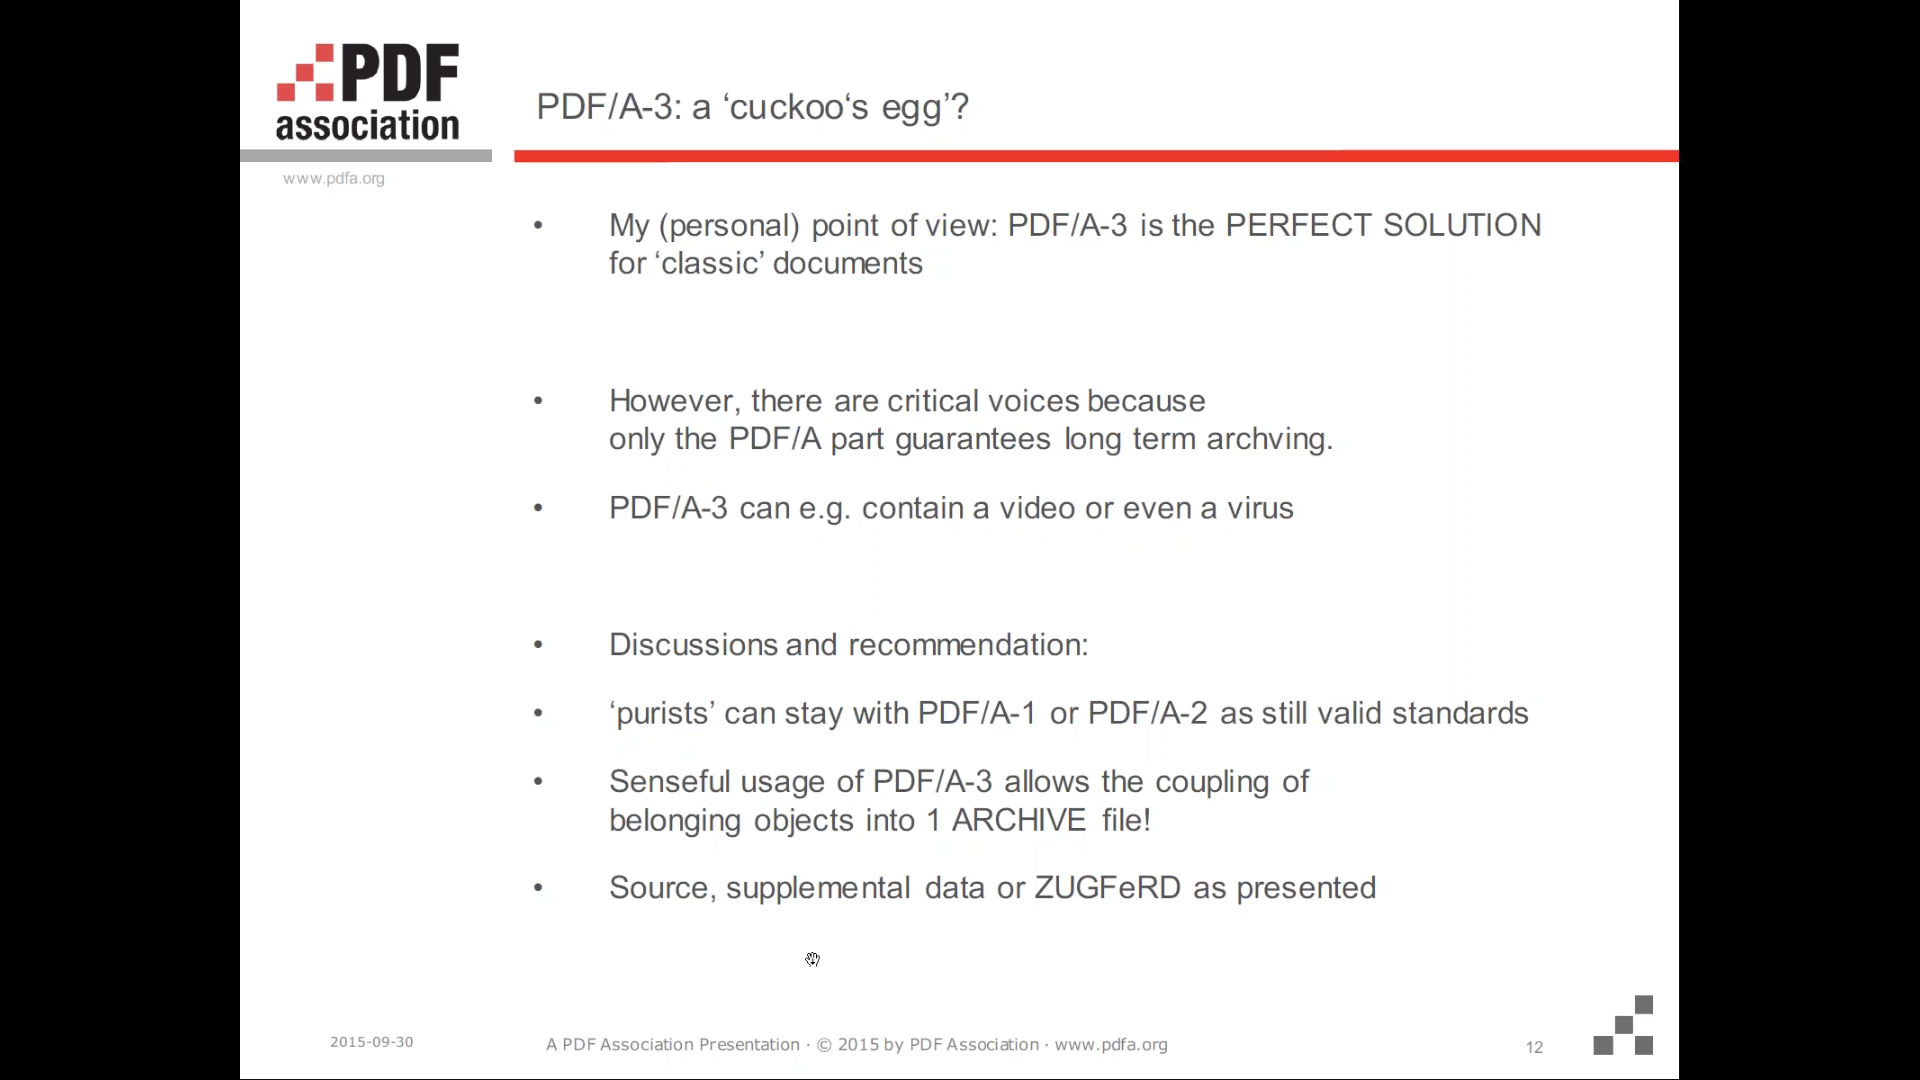 PDF
association
PDF/A-3: a ‘cuckoo‘s egg’?
www.pdfa.org
• My (personal) point of view: PDF/A-3 is the PERFECT SOLUTION
for ‘classic’ documents
• However, there are critical voices because
only the PDF/A part guarantees long term archving.
• PDF/A-3 can e.g. contain a video or even a virus
• Discussions and recommendation:
• ‘purists’ can stay with PDF/A-1 or PDF/A-2 as still valid standards
• Senseful usage of PDF/A-3 allows the coupling of
belonging objects into 1 ARCHIVE file!
• Source, supplemental data or ZUGFeRD as presented
2015-09-30
A PDF Association Presentation · © 2015 by PDF Association · www.pdfa.org
12